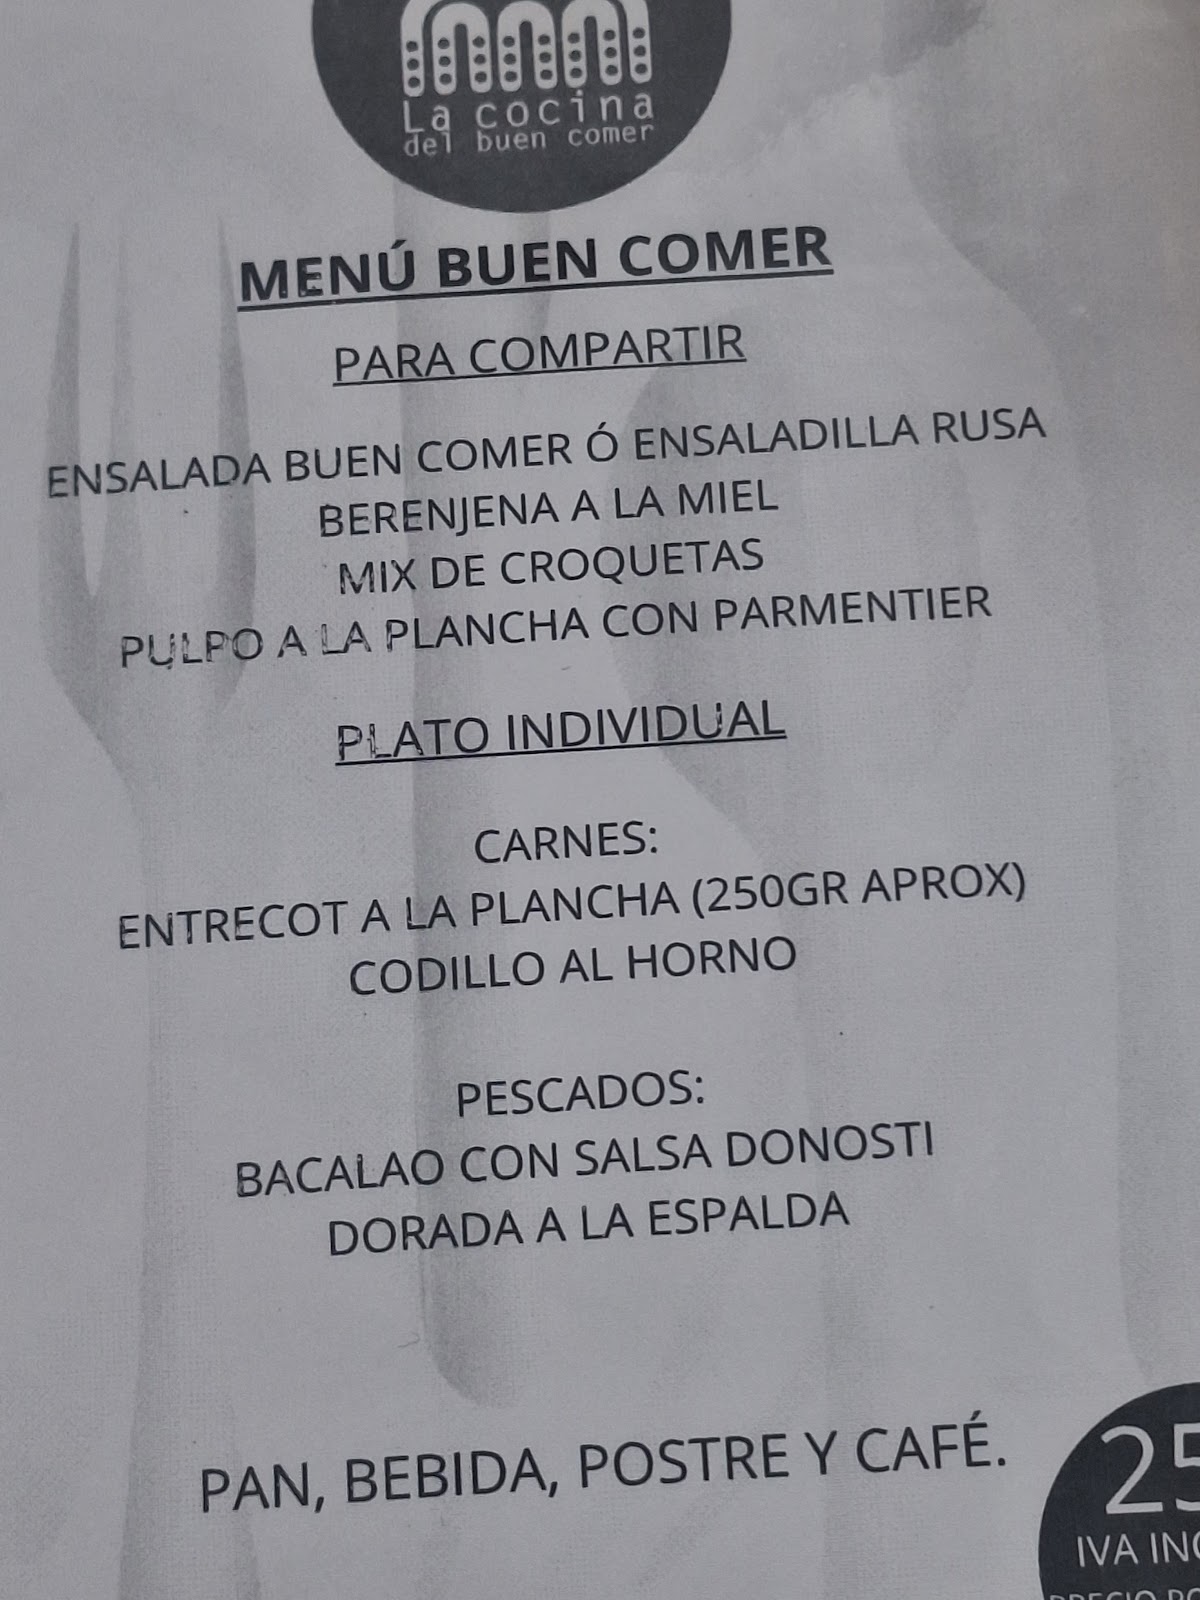 La cocina
del buen comer
MENÚ BUEN COMER
PARA COMPARTIR
ENSALADA BUEN COMER Ó ENSALADILLA RUSA
BERENJENA A LA MIEL
MIX DE CROQUETAS
PULPO A LA PLANCHA CON PARMENTIER
PLATO INDIVIDUAL
CARNES:
ENTRECOT A LA PLANCHA (250GR APROX)
CODILLO AL HORNO
PESCADOS:
BACALAO CON SALSA DONOSTI
DORADA A LA ESPALDA
PAN, BEBIDA, POSTRE Y CAFÉ.
25
IVA